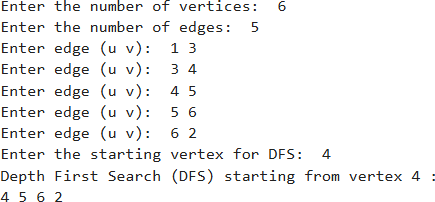 Enter the number of vertices:  6
Enter the number of edges:  5
Enter edge (u v):  1 3
Enter edge (u v):  3 4
Enter edge (u v):  4 5
Enter edge (u v):  5 6
Enter edge (u v):  6 2
Enter the starting vertex for DFS:  4
Depth First Search (DFS) starting from vertex 4 :
4 5 6 2